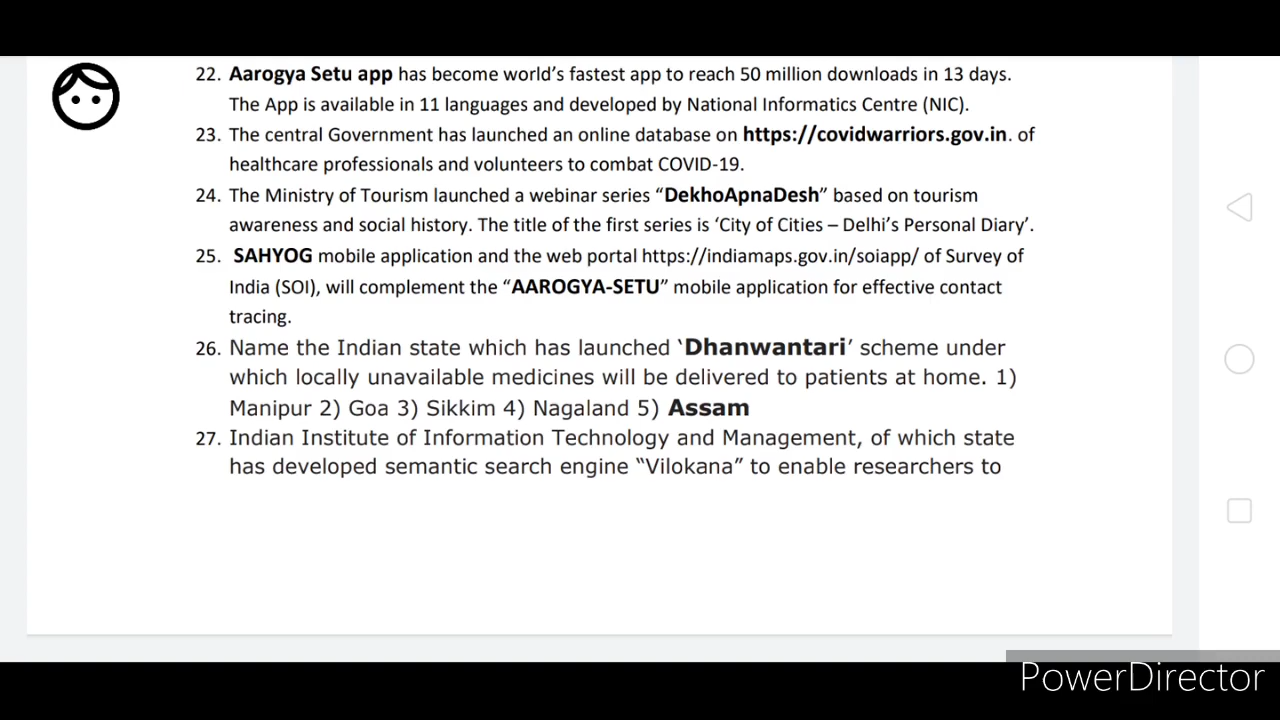 22. Aarogya Setu app has become world's fastest app to reach 50 million downloads in 13 days.
The App is available in 11 languages and developed by National Informatics Centre (NIC).
23. The central Government has launched an online database on https://covidwarriors.gov.in. of
healthcare professionals and volunteers to combat COVID-19.
24. The Ministry of Tourism launched a webinar series “DekhoApnaDesh” based on tourism
awareness and social history. The title of the first series is ‘City of Cities – Delhi’s Personal Diary’.
25. SAHYOG mobile application and the web portal https://indiamaps.gov.in/soiapp/ of Survey of
India (SOI), will complement the “AAROGYA-SETU” mobile application for effective contact
tracing.
26. Name the Indian state which has launched ‘Dhanwantari’ scheme under
which locally unavailable medicines will be delivered to patients at home. 1)
Manipur 2) Goa 3) Sikkim 4) Nagaland 5) Assam
27. Indian Institute of Information Technology and Management, of which state
has developed semantic search engine “Vilokana” to enable researchers to
PowerDirector